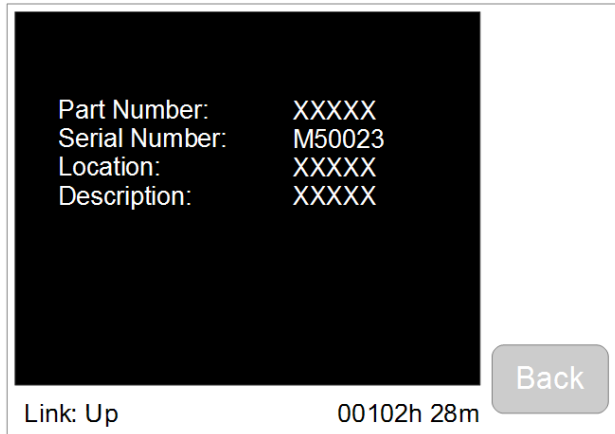 Part Number: XXXXX
Serial Number: M50023
Location: XXXXX
Description: XXXXX
Back
Link: Up 00102h 28m